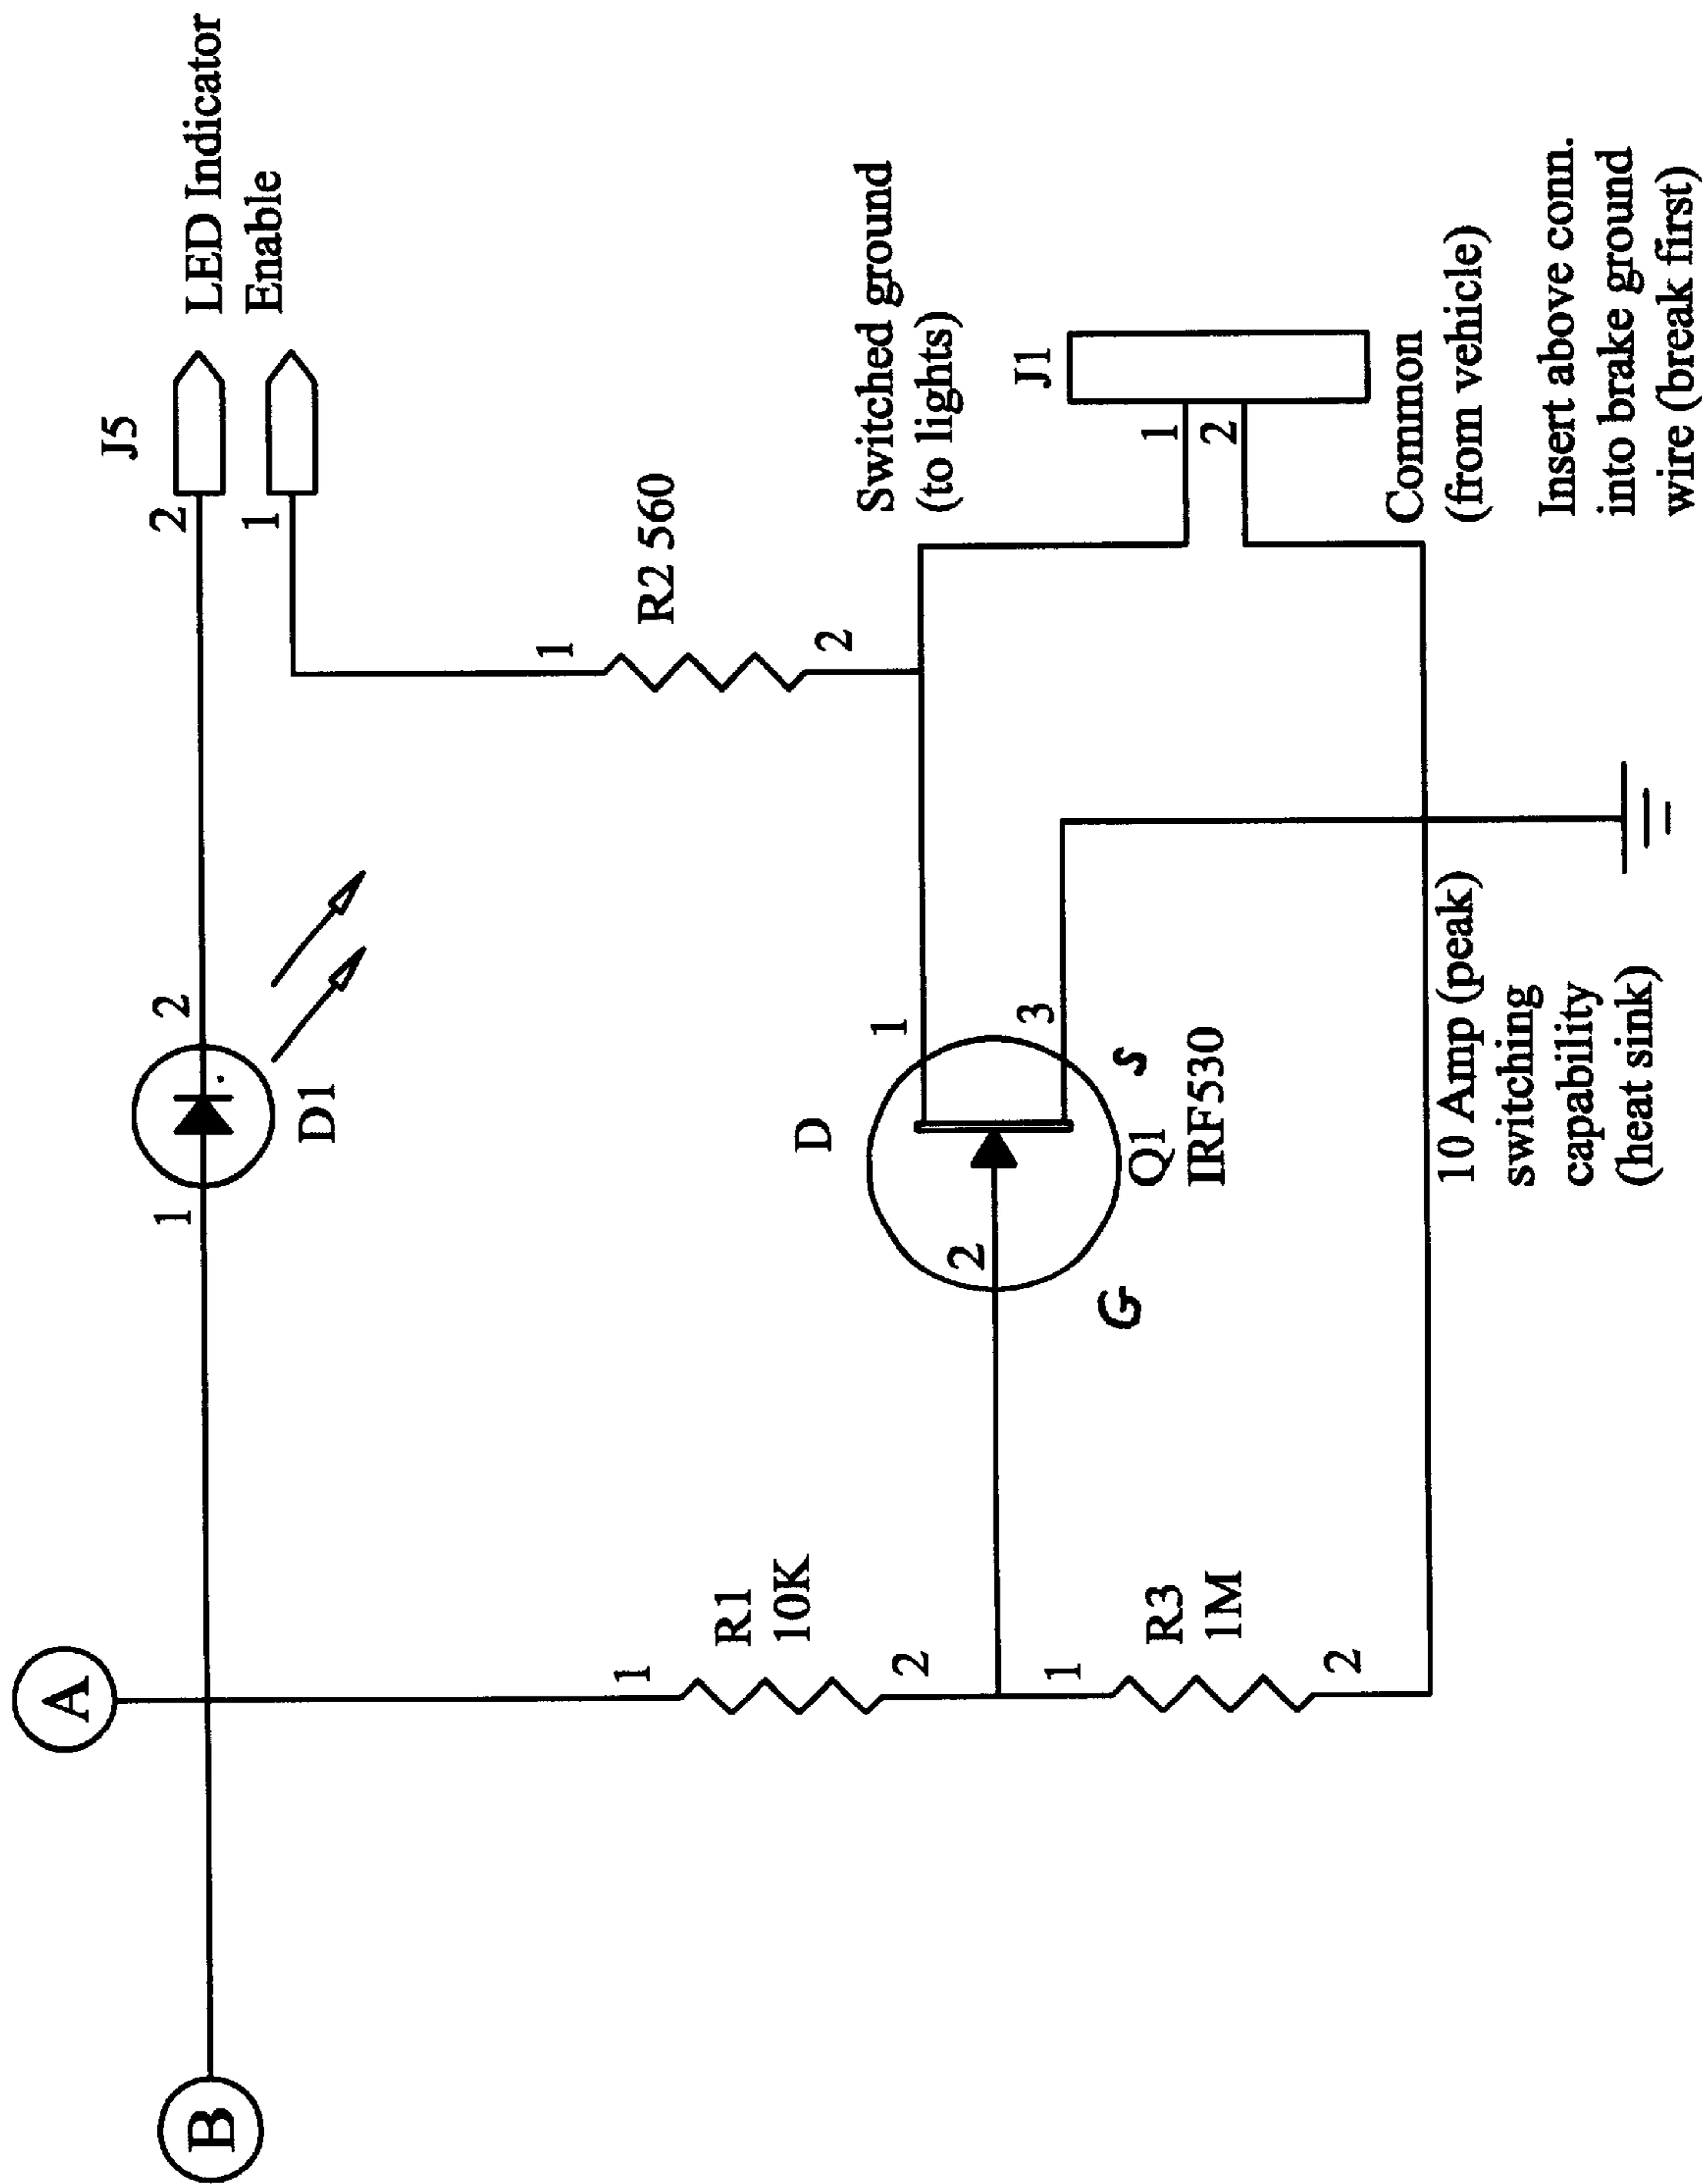 A
B
1
2
D1
2
J5
LED Indicator
1
Enable
1
R2 560
2
Switched ground
(to lights)
J1
1
2
Common
(from vehicle)
Insert above conn.
into brake ground
wire (break first)
1
R1
10K
2
1
R3
1M
2
D
1
2
3
G
S
Q1
IRF530
10 Amp (peak)
switching
capability
(heat sink)